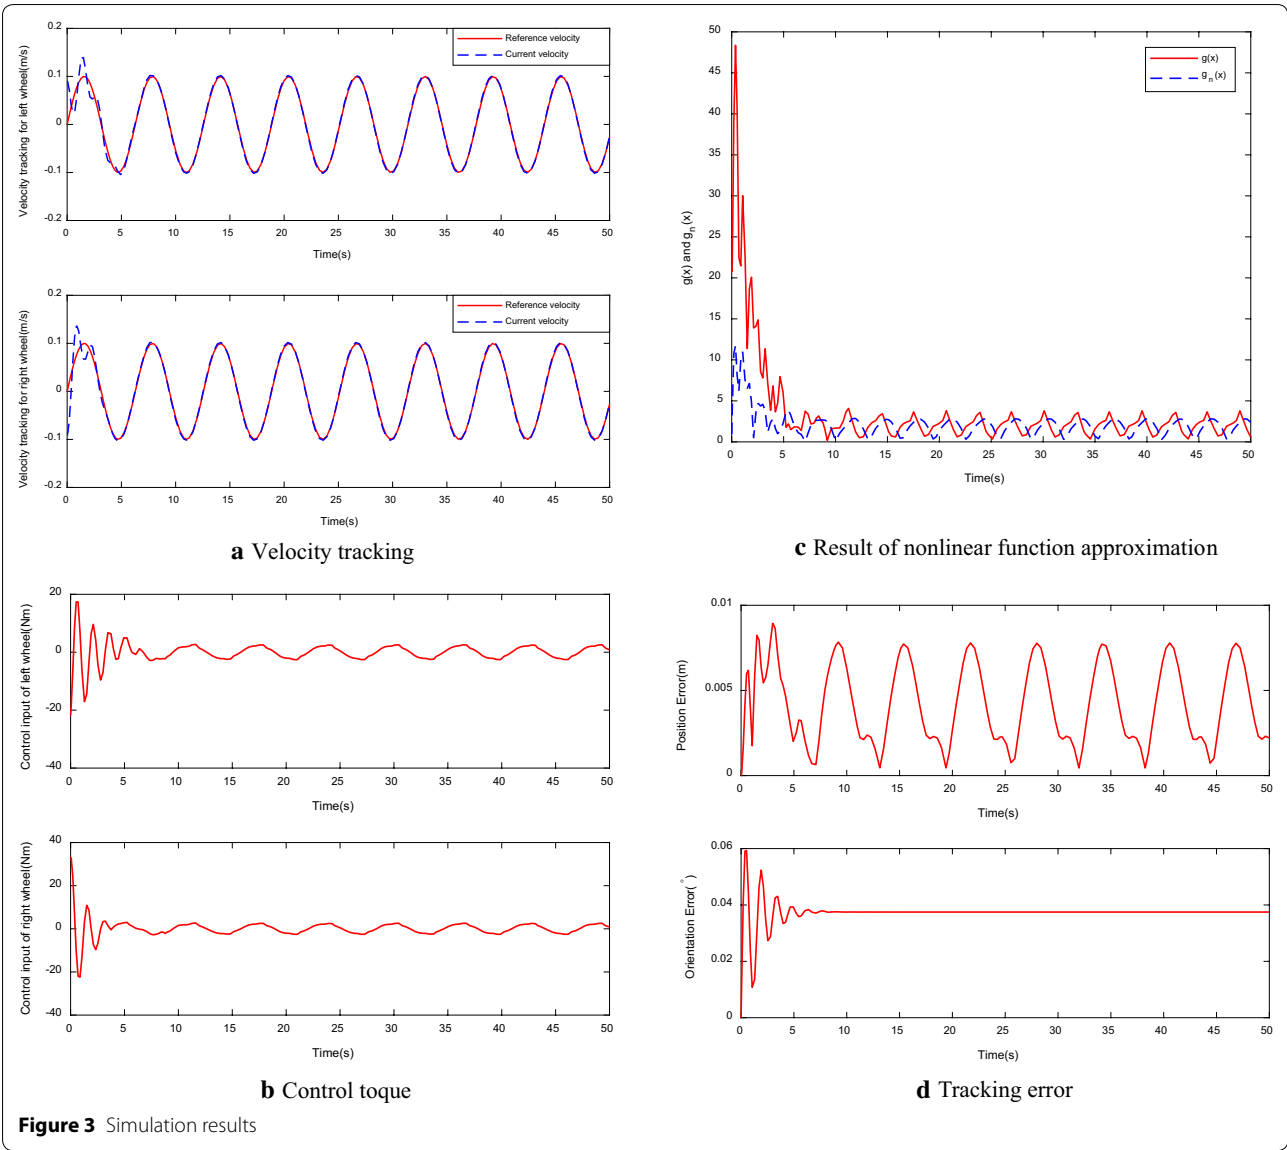 0.2
0.1
0
-0.1
-0.2
Velocity tracking for left wheel(m/s)
Reference velocity
Current velocity
0 5 10 15 20 25 30 35 40 45 50
Time(s)
0.2
0.1
0
-0.1
-0.2
Velocity tracking for right wheel(m/s)
Reference velocity
Current velocity
0 5 10 15 20 25 30 35 40 45 50
Time(s)
a Velocity tracking
50
45
40
35
30
25
20
15
10
5
0
g(x) and g_n(x)
g(x)
g_n(x)
0 5 10 15 20 25 30 35 40 45 50
Time(s)
c Result of nonlinear function approximation
20
0
-20
-40
Control input of left wheel(Nm)
0 5 10 15 20 25 30 35 40 45 50
Time(s)
40
20
0
-20
-40
Control input of right wheel(Nm)
0 5 10 15 20 25 30 35 40 45 50
Time(s)
b Control toque
0.01
0.005
0
Position Error(m)
0 5 10 15 20 25 30 35 40 45 50
Time(s)
0.06
0.04
0.02
0
Orientation Error(°)
0 5 10 15 20 25 30 35 40 45 50
Time(s)
d Tracking error
Figure 3 Simulation results